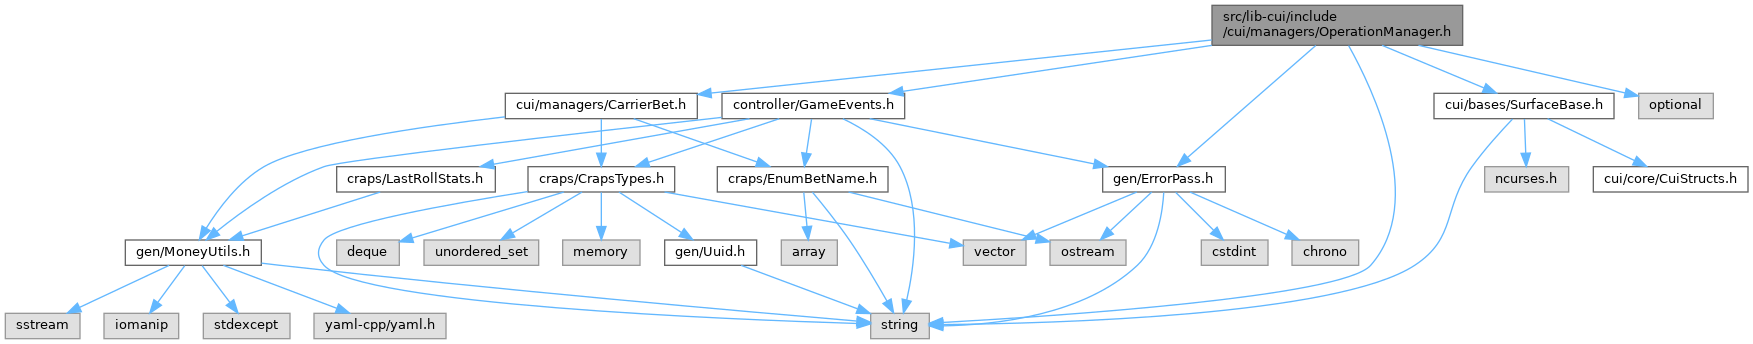 src/lib-cui/include
/cui/managers/OperationManager.h
cui/managers/CarrierBet.h
controller/GameEvents.h
cui/bases/SurfaceBase.h
optional
craps/LastRollStats.h
craps/CrapsTypes.h
craps/EnumBetName.h
gen/ErrorPass.h
ncurses.h
cui/core/CuiStructs.h
gen/MoneyUtils.h
deque
unordered_set
memory
gen/Uuid.h
array
vector
ostream
cstdint
chrono
sstream
iomanip
stdexcept
yaml-cpp/yaml.h
string